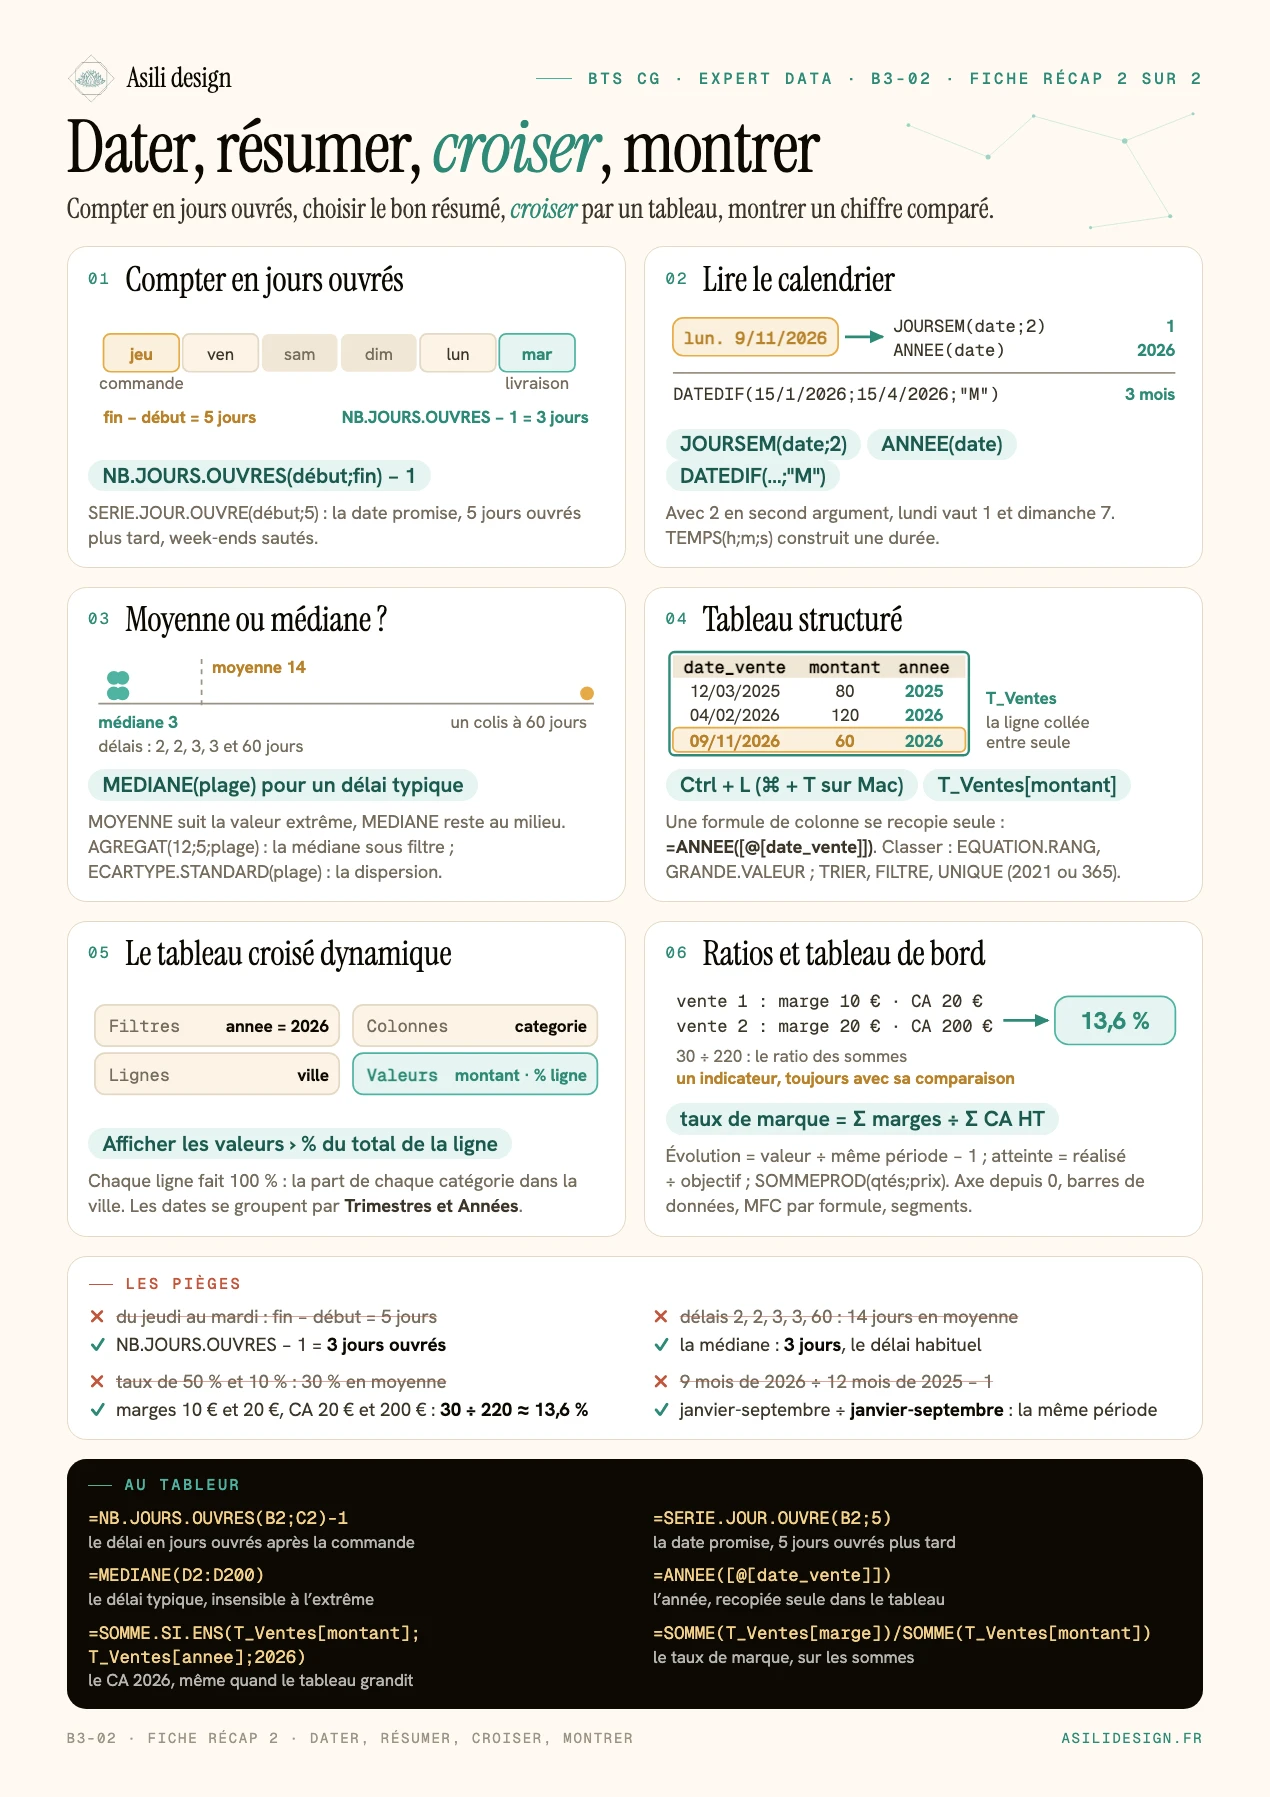 Asili design
BTS CG · EXPERT DATA · B3-02 · FICHE RÉCAP 2 SUR 2
Dater, résumer, croiser, montrer
Compter en jours ouvrés, choisir le bon résumé, croiser par un tableau, montrer un chiffre comparé.
01 Compter en jours ouvrés
jeu ven sam dim lun mar
commande livraison
fin – début = 5 jours NB.JOURS.OUVRES – 1 = 3 jours
NB.JOURS.OUVRES(début;fin) – 1
SERIE.JOUR.OUVRE(début;5) : la date promise, 5 jours ouvrés
plus tard, week-ends sautés.
02 Lire le calendrier
lun. 9/11/2026
JOURSEM(date;2) 1
ANNEE(date) 2026
DATEDIF(15/1/2026;15/4/2026;"M") 3 mois
JOURSEM(date;2) ANNEE(date)
DATEDIF(...;"M")
Avec 2 en second argument, lundi vaut 1 et dimanche 7.
TEMPS(h;m;s) construit une durée.
03 Moyenne ou médiane ?
moyenne 14
médiane 3 un colis à 60 jours
délais : 2, 2, 3, 3 et 60 jours
MEDIANE(plage) pour un délai typique
MOYENNE suit la valeur extrême, MEDIANE reste au milieu.
AGREGAT(12;5;plage) : la médiane sous filtre ;
ECARTYPE.STANDARD(plage) : la dispersion.
04 Tableau structuré
date_vente montant annee
12/03/2025 80 2025
04/02/2026 120 2026
09/11/2026 60 2026
T_Ventes
la ligne collée
entre seule
Ctrl + L (⌘ + T sur Mac) T_Ventes[montant]
Une formule de colonne se recopie seule :
=ANNEE([@[date_vente]]). Classer : EQUATION.RANG,
GRANDE.VALEUR ; TRIER, FILTRE, UNIQUE (2021 ou 365).
05 Le tableau croisé dynamique
Filtres annee = 2026 Colonnes categorie
Lignes ville Valeurs montant · % ligne
Afficher les valeurs › % du total de la ligne
Chaque ligne fait 100 % : la part de chaque catégorie dans la
ville. Les dates se groupent par Trimestres et Années.
06 Ratios et tableau de bord
vente 1 : marge 10 € · CA 20 €
vente 2 : marge 20 € · CA 200 €
13,6 %
30 ÷ 220 : le ratio des sommes
un indicateur, toujours avec sa comparaison
taux de marque = Σ marges ÷ Σ CA HT
Évolution = valeur ÷ même période – 1 ; atteinte = réalisé
÷ objectif ; SOMMEPROD(qtés;prix). Axe depuis 0, barres de
données, MFC par formule, segments.
LES PIÈGES
✕ du jeudi au mardi : fin – début = 5 jours
✓ NB.JOURS.OUVRES – 1 = 3 jours ouvrés
✕ délais 2, 2, 3, 3, 60 : 14 jours en moyenne
✓ la médiane : 3 jours, le délai habituel
✕ taux de 50 % et 10 % : 30 % en moyenne
✓ marges 10 € et 20 €, CA 20 € et 200 € : 30 ÷ 220 ≈ 13,6 %
✕ 9 mois de 2026 ÷ 12 mois de 2025 – 1
✓ janvier-septembre ÷ janvier-septembre : la même période
AU TABLEUR
=NB.JOURS.OUVRES(B2;C2)-1
le délai en jours ouvrés après la commande
=SERIE.JOUR.OUVRE(B2;5)
la date promise, 5 jours ouvrés plus tard
=MEDIANE(D2:D200)
le délai typique, insensible à l’extrême
=ANNEE([@[date_vente]])
l’année, recopiée seule dans le tableau
=SOMME.SI.ENS(T_Ventes[montant];
T_Ventes[annee];2026)
le CA 2026, même quand le tableau grandit
=SOMME(T_Ventes[marge])/SOMME(T_Ventes[montant])
le taux de marque, sur les sommes
B3-02 · FICHE RÉCAP 2 · DATER, RÉSUMER, CROISER, MONTRER
ASILIDESIGN.FR